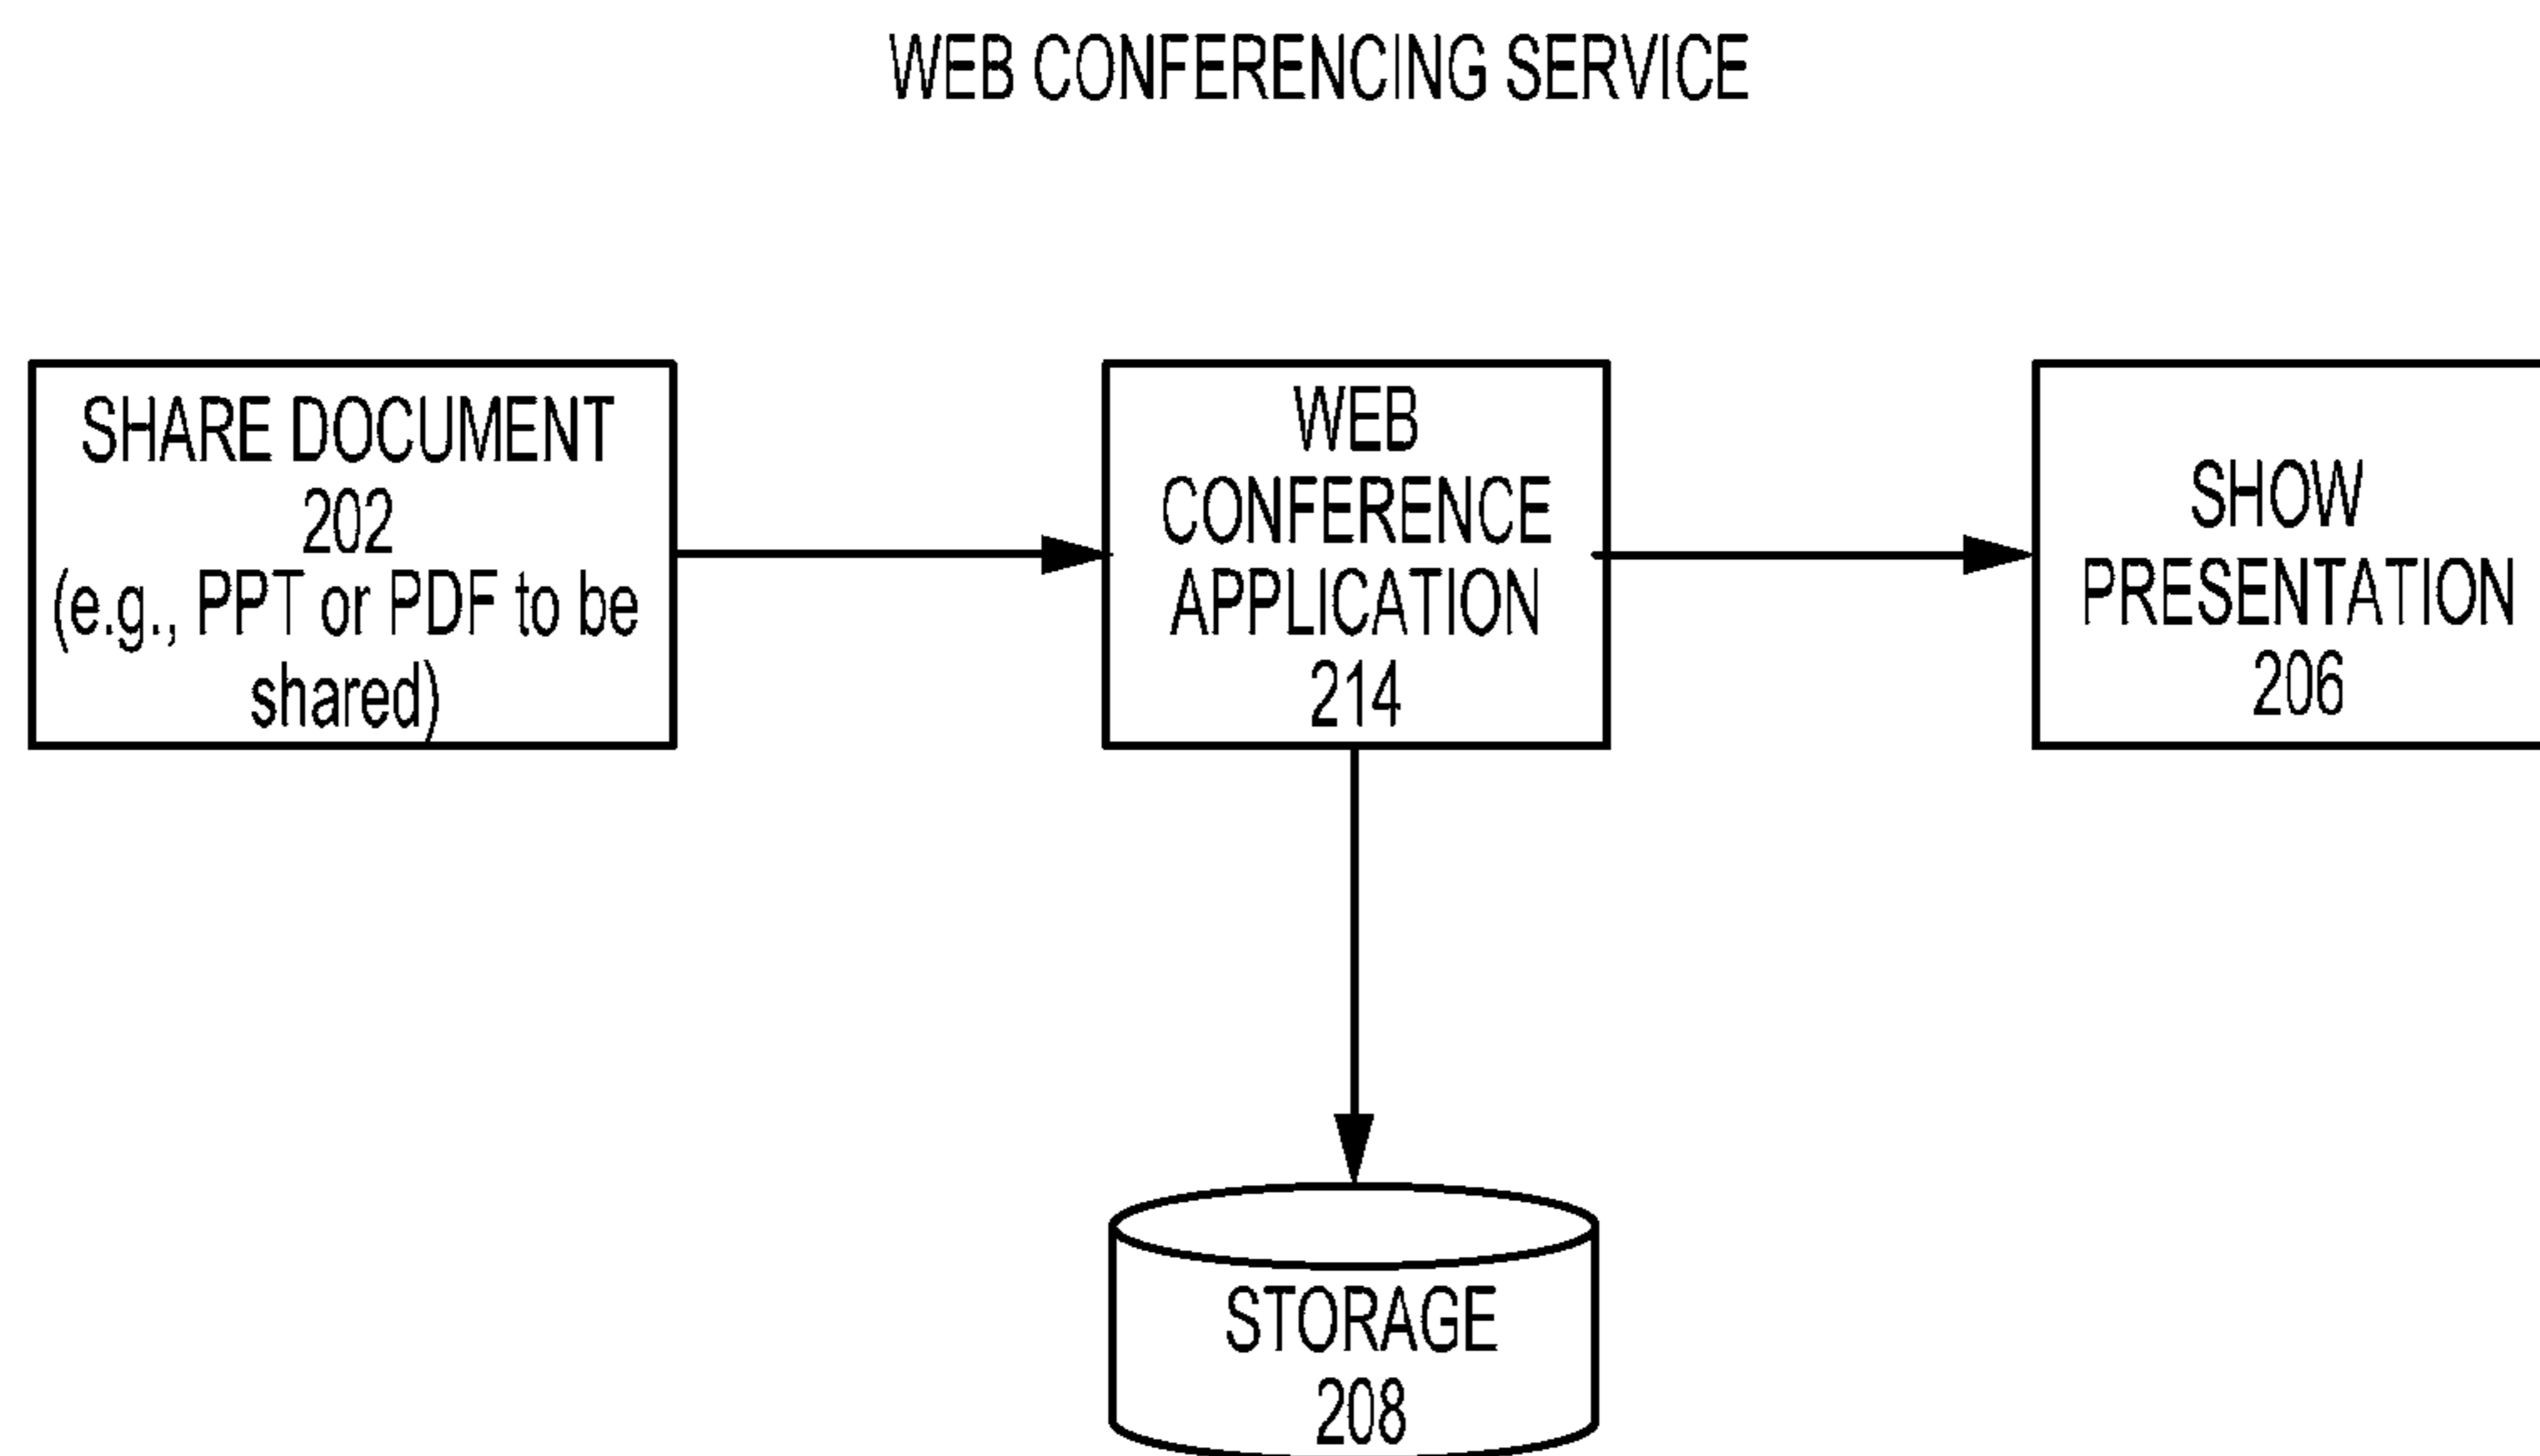 WEB CONFERENCING SERVICE
SHARE DOCUMENT
202
(e.g., PPT or PDF to be
shared)
WEB
CONFERENCE
APPLICATION
214
SHOW
PRESENTATION
206
STORAGE
208